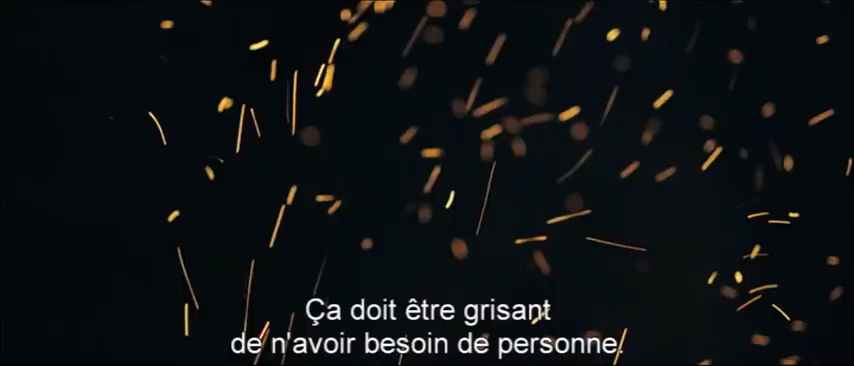 Ça doit être grisant
de n'avoir besoin de personne.